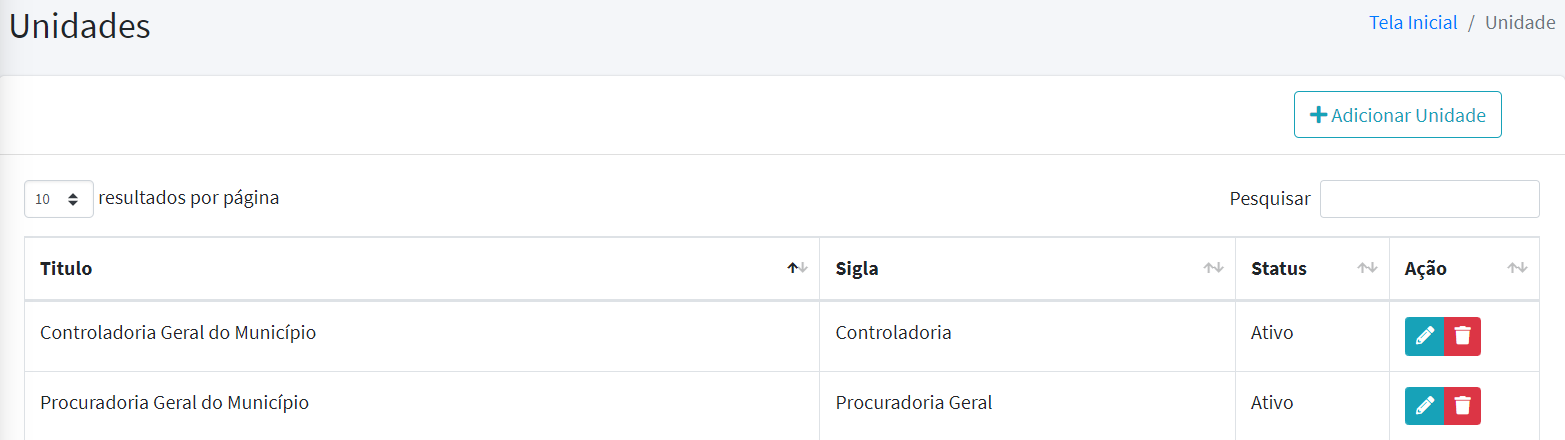 Unidades
Tela Inicial / Unidade
Adicionar Unidade
10 resultados por página
Pesquisar
Titulo Sigla Status Ação
Controladoria Geral do Município Controladoria Ativo
Procuradoria Geral do Município Procuradoria Geral Ativo